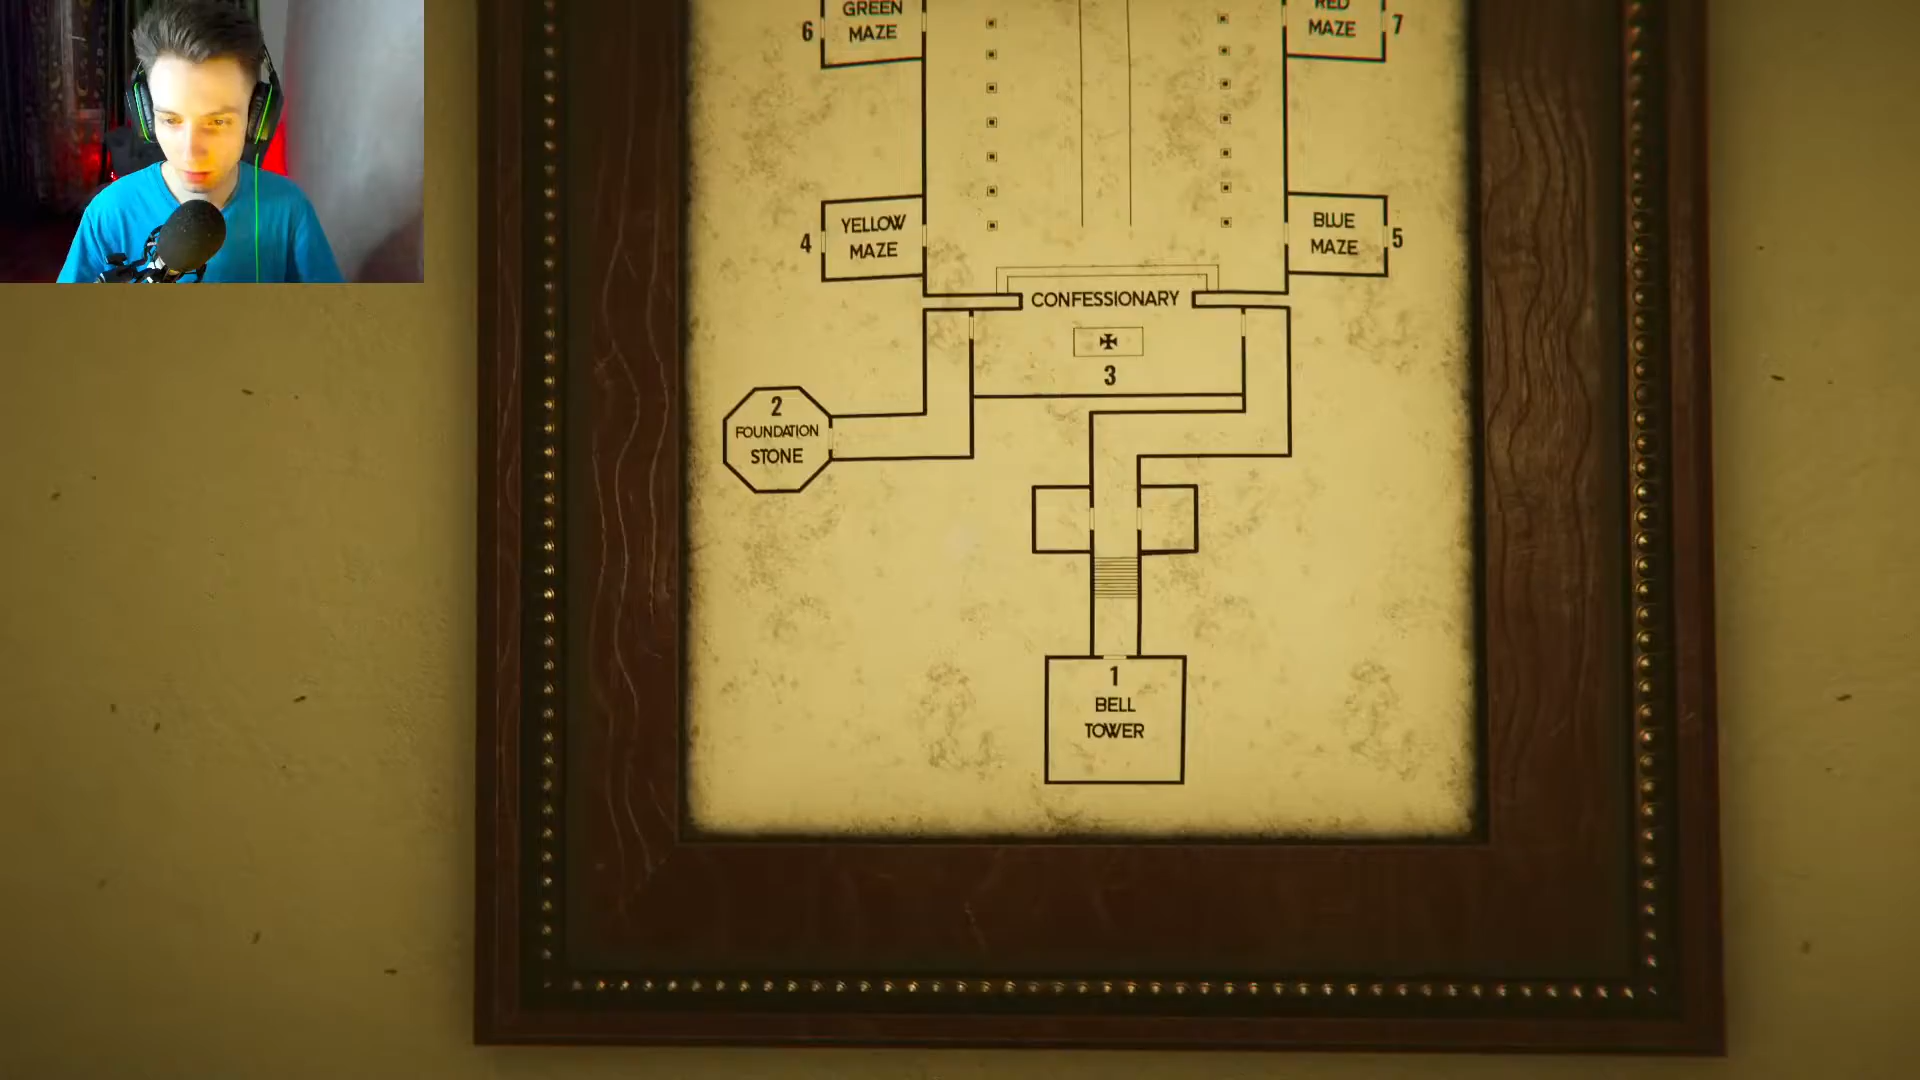 GREEN
MAZE
6
RED
MAZE
7
YELLOW
MAZE
4
BLUE
MAZE
5
CONFESSIONARY
3
2
FOUNDATION
STONE
1
BELL
TOWER